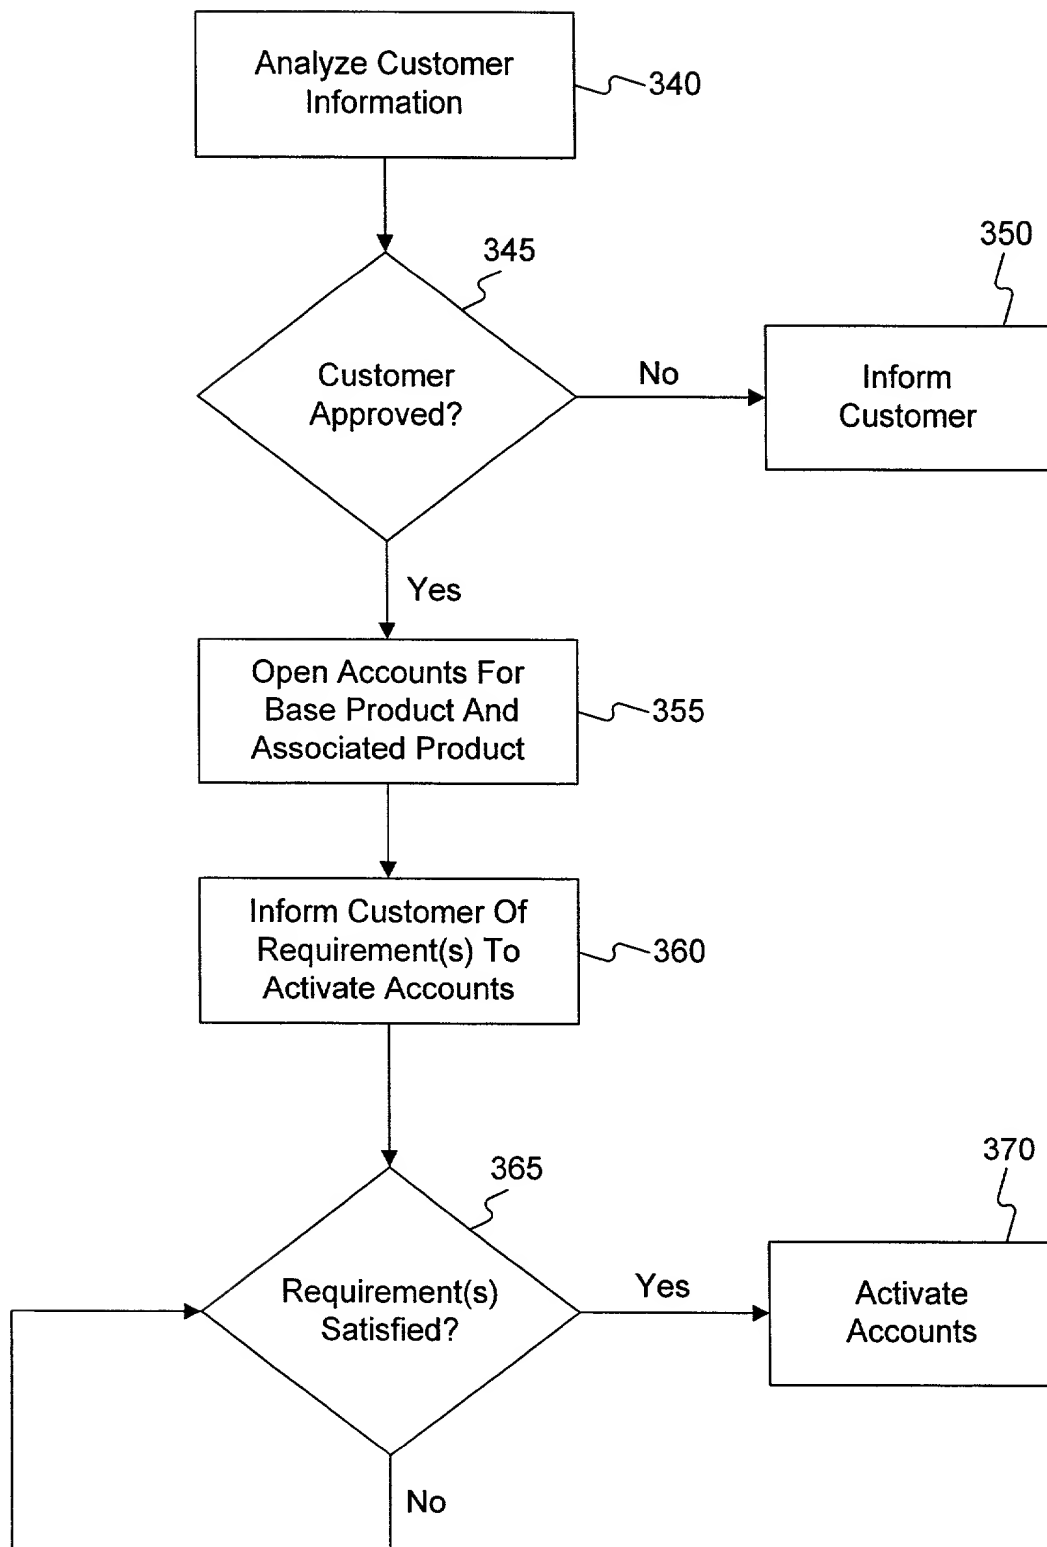 Analyze Customer
Information
340
345
350
Customer
Approved?
No
Inform
Customer
Yes
Open Accounts For
Base Product And
Associated Product
355
Inform Customer Of
Requirement(s) To
Activate Accounts
360
365
370
Requirement(s)
Satisfied?
Yes
Activate
Accounts
No